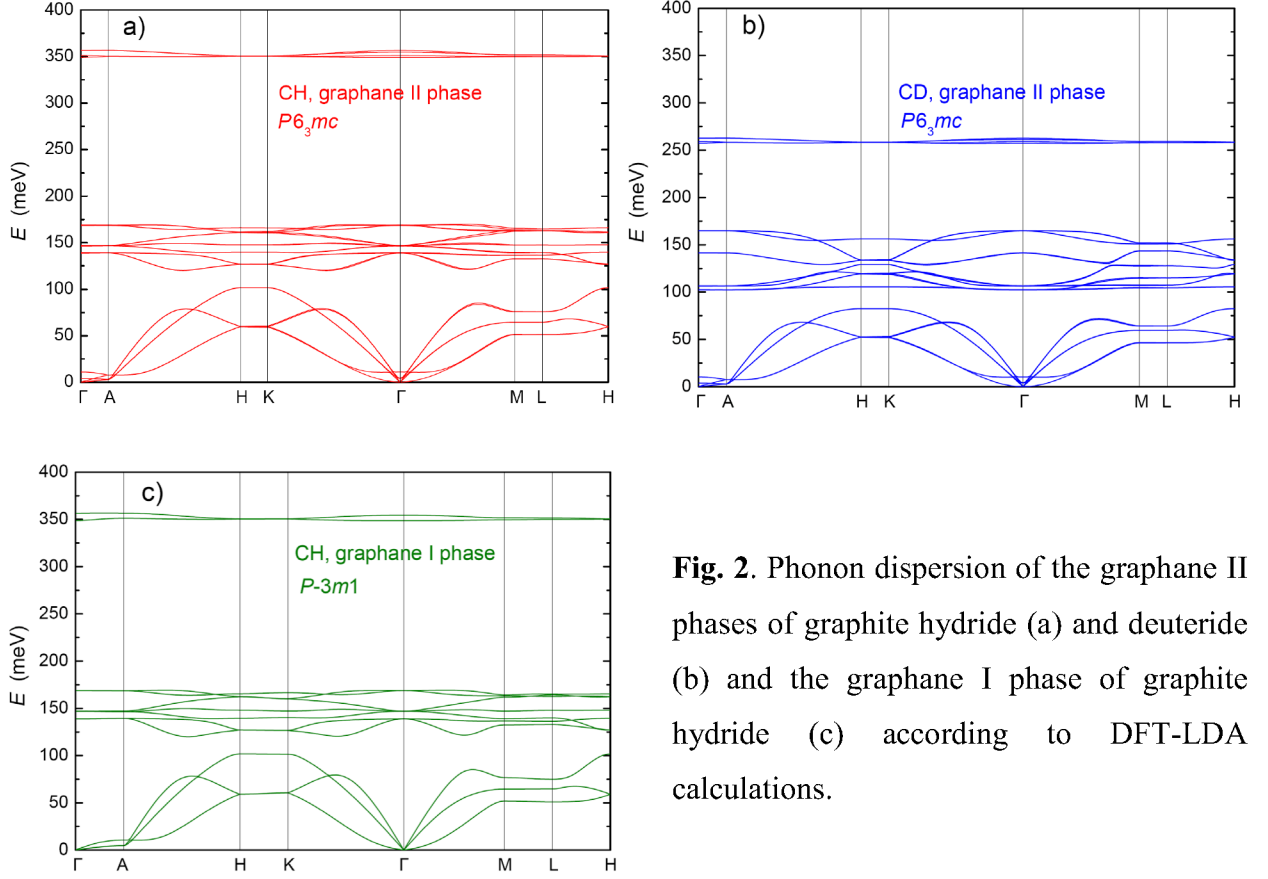 a)
CH, graphane II phase
P6₃mc
E (meV)
400
350
300
250
200
150
100
50
0
Γ A H K Γ M L H
b)
CD, graphane II phase
P6₃mc
E (meV)
400
350
300
250
200
150
100
50
0
Γ A H K Γ M L H
c)
CH, graphane I phase
P-3m1
E (meV)
400
350
300
250
200
150
100
50
0
Γ A H K Γ M L H
Fig. 2. Phonon dispersion of the graphane II
phases of graphite hydride (a) and deuteride
(b) and the graphane I phase of graphite
hydride (c) according to DFT-LDA
calculations.